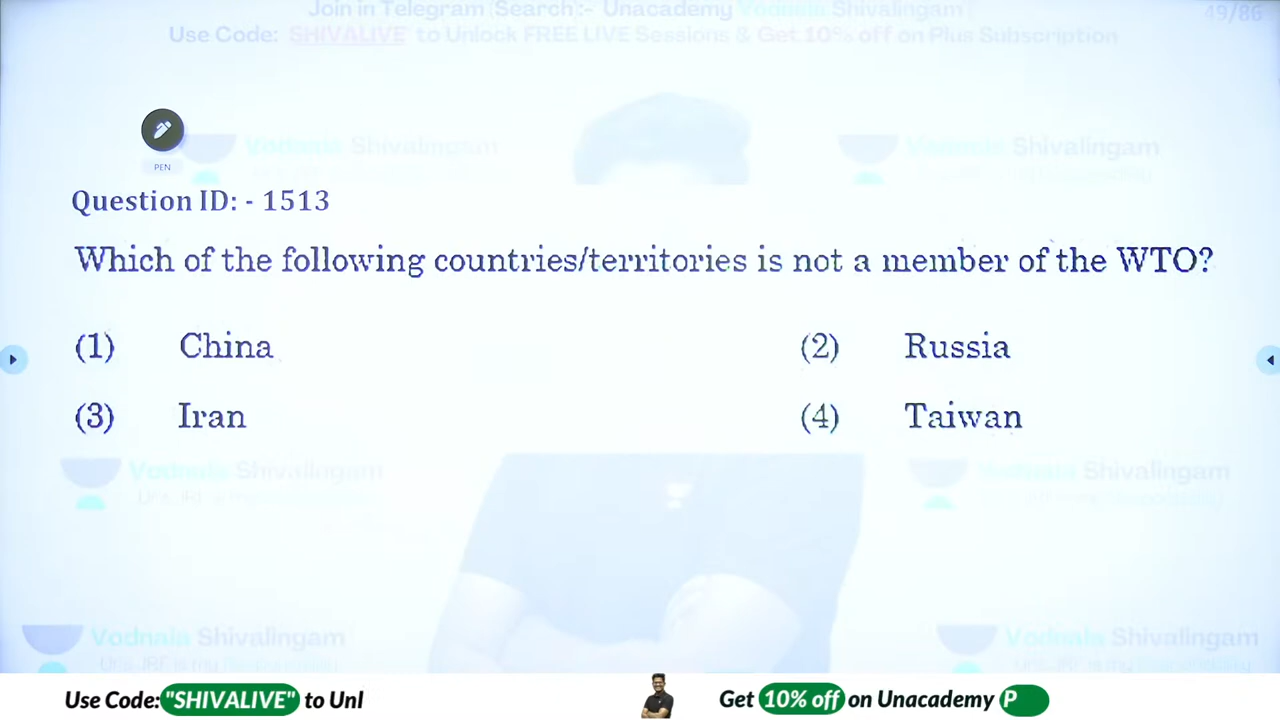 Join in Telegram (Search):- Unacademy Vodnala Shivalingam
49/86
Use Code: SHIVALIVE to Unlock FREE LIVE Sessions & Get 10% off on Plus Subscription
Vodnala Shivalingam
Vodnala Shivalingam
PEN
Question ID: - 1513
Which of the following countries/territories is not a member of the WTO?
(1) China
(2) Russia
(3) Iran
(4) Taiwan
Vodnala Shivalingam
Vodnala Shivalingam
Vodnala Shivalingam
Vodnala Shivalingam
Use Code: "SHIVALIVE" to Unl
Get 10% off on Unacademy P